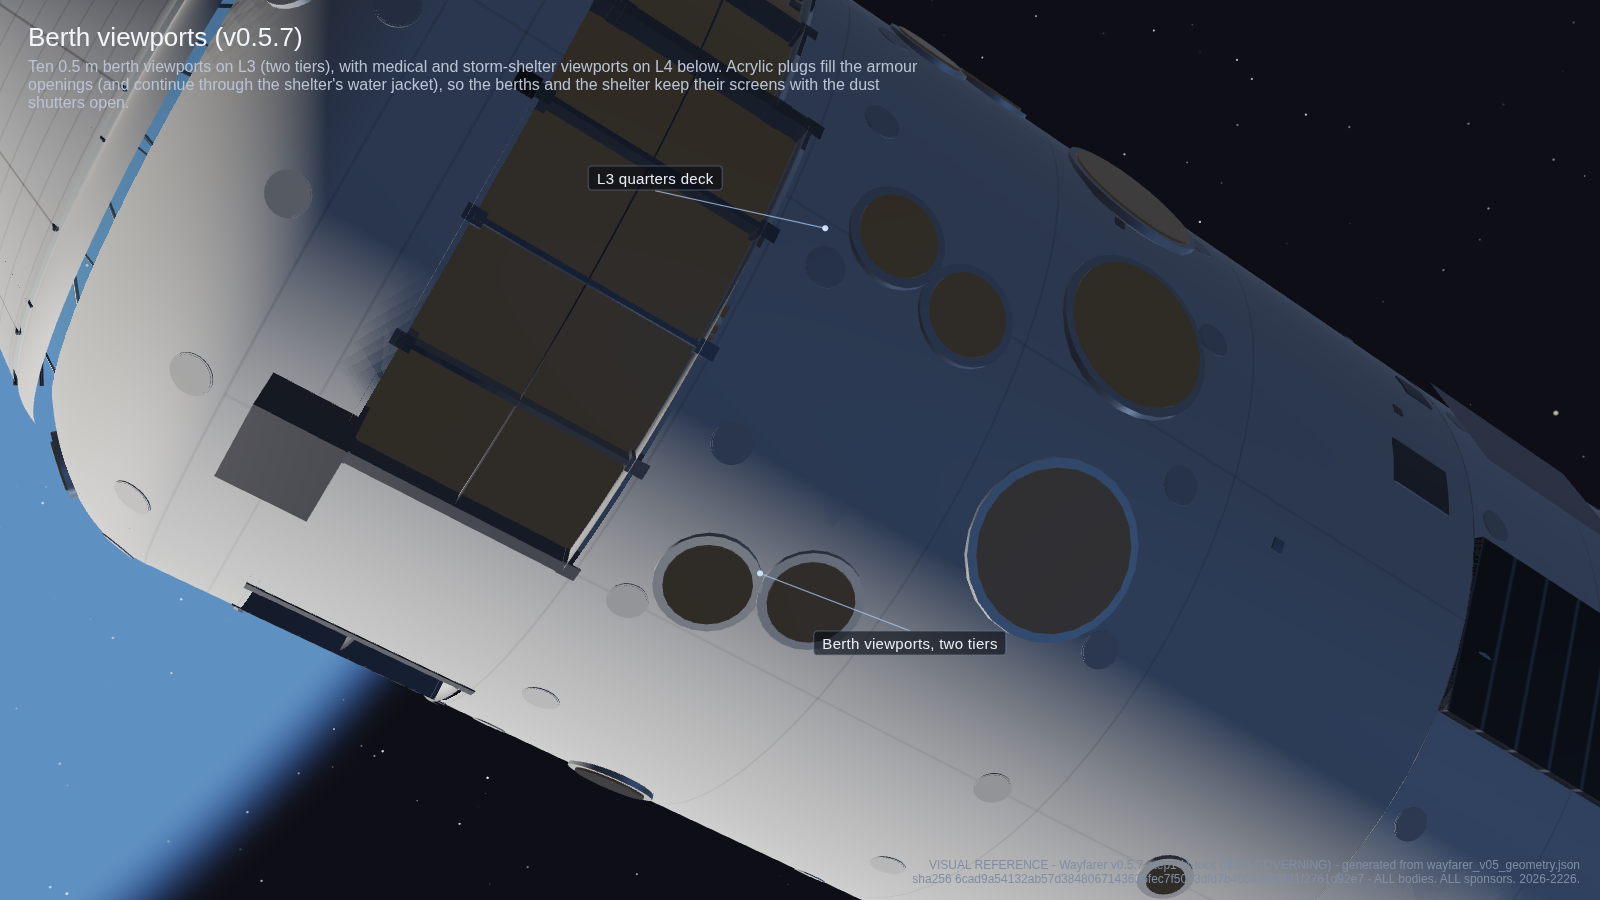 Berth viewports (v0.5.7)
Ten 0.5 m berth viewports on L3 (two tiers), with medical and storm-shelter viewports on L4 below. Acrylic plugs fill the armour
openings (and continue through the shelter's water jacket), so the berths and the shelter keep their screens with the dust
shutters open.
L3 quarters deck
Berth viewports, two tiers
VISUAL REFERENCE - Wayfarer GOVERNING) - generated from wayfarer_v05_geometry.json
sha256 - ALL bodies. ALL sponsors. 2026-2226.